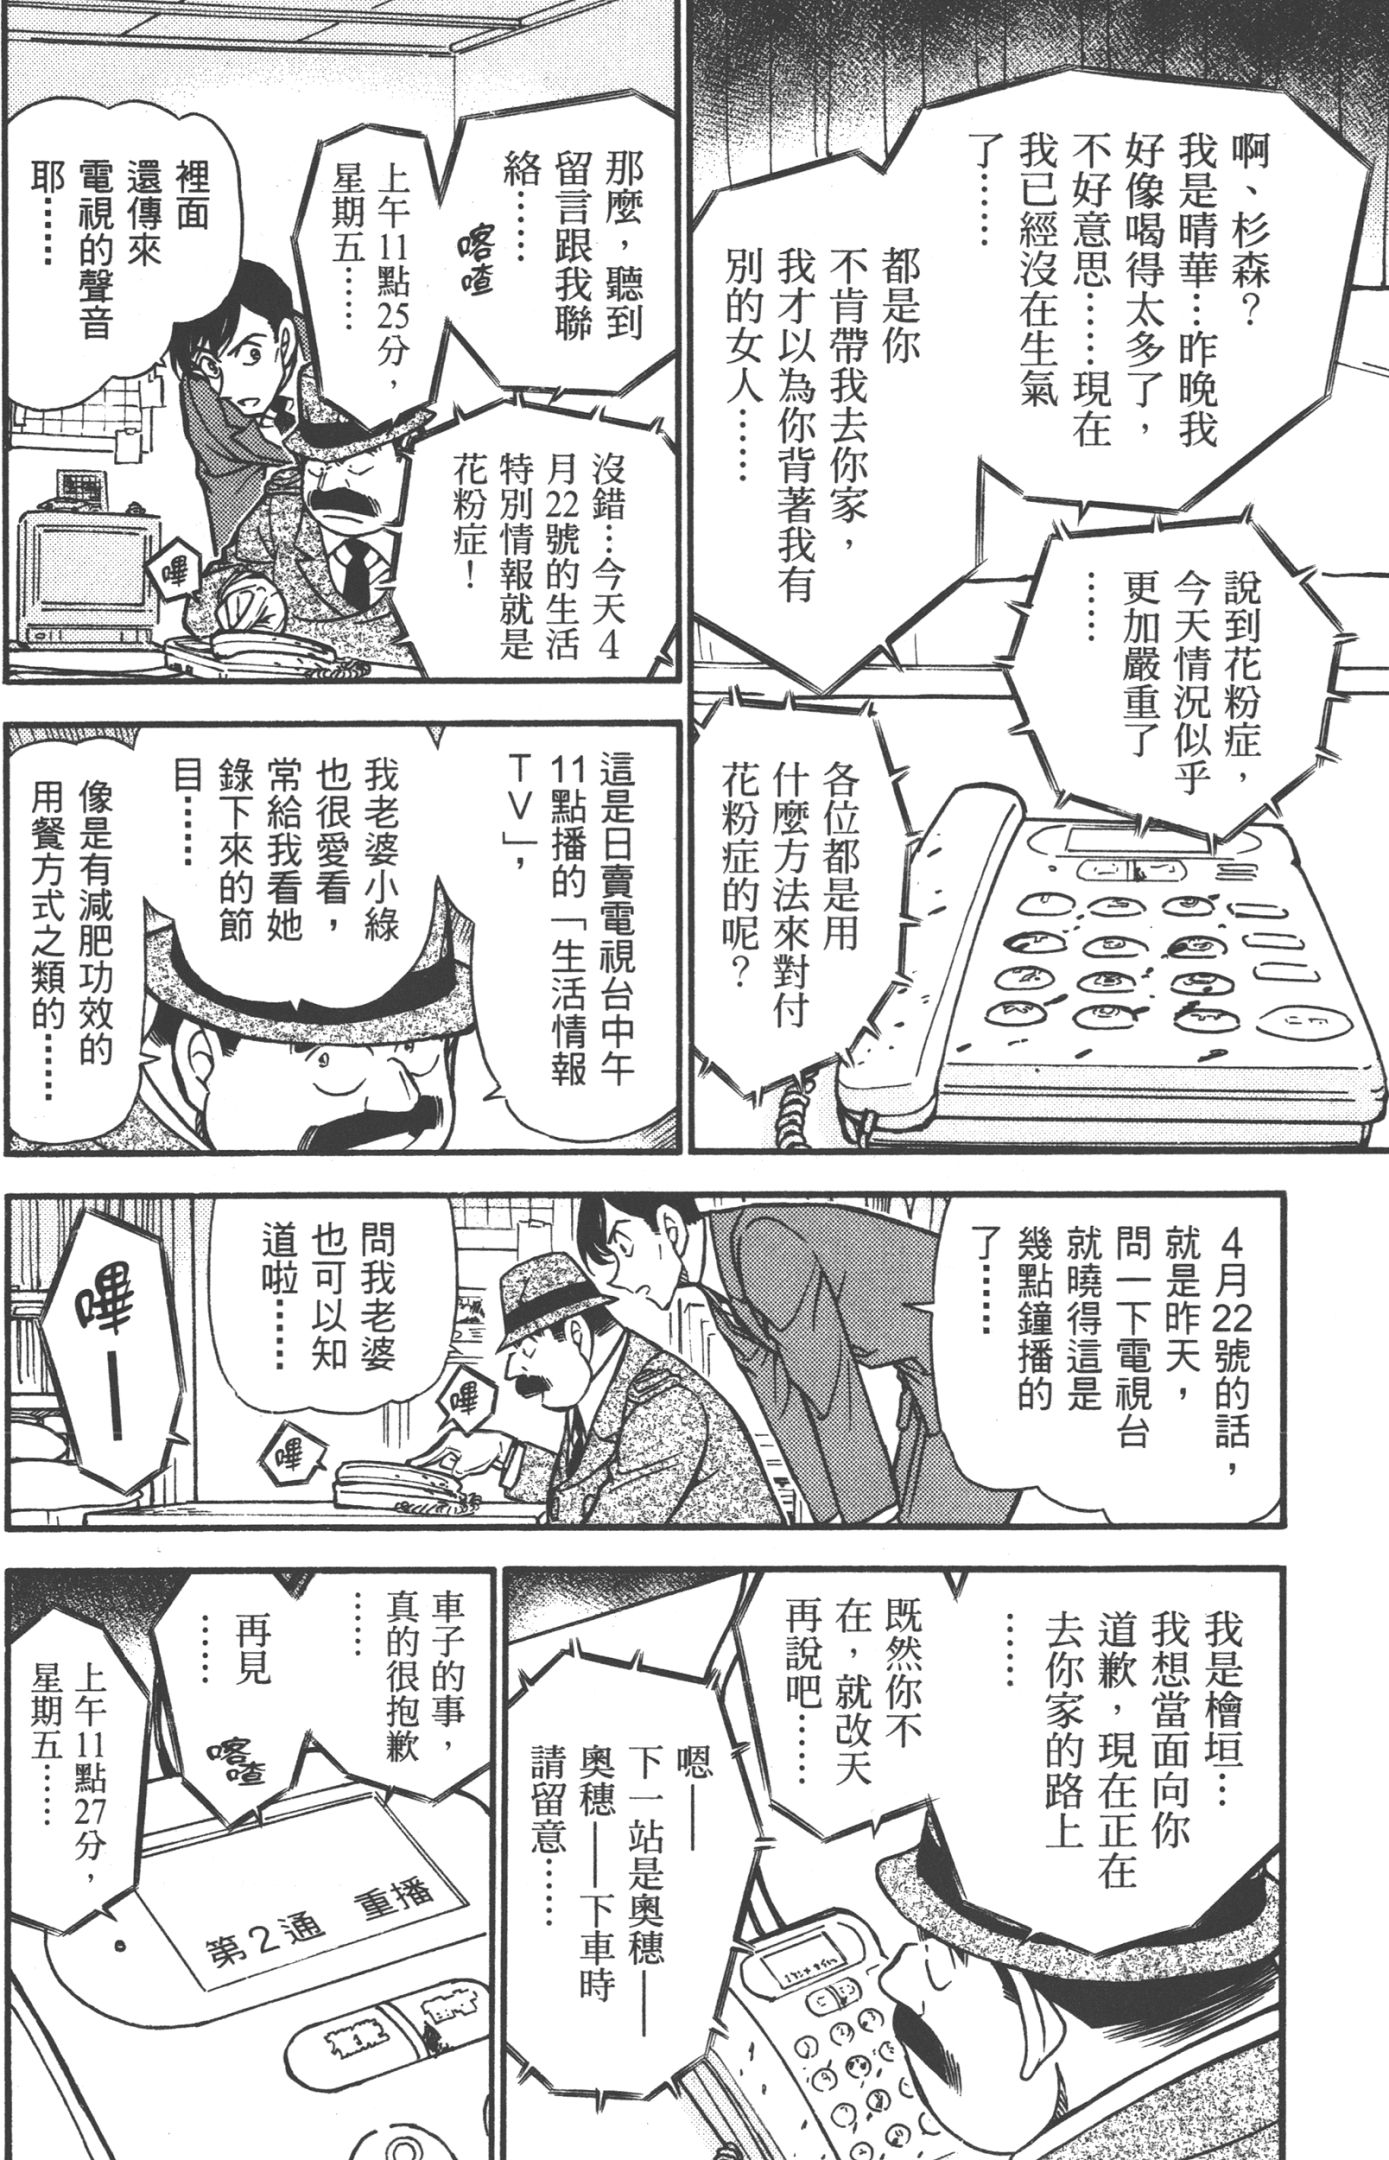 啊、杉森？
我是晴華…昨晚我
好像喝得太多了，
不好意思……現在
我已經沒在生氣
了……
都是你
不肯帶我去你家，
我才以為你背著我有
別的女人……
說到花粉症，
今天情況似乎
更加嚴重了
……
各位都是用
什麼方法來對付
花粉症的呢？
那麼，聽到
留言跟我聯
絡……
喀喳
上午11點25分，
星期五……
沒錯…今天4
月22號的生活
特別情報就是
花粉症！
裡面
還傳來
電視的聲音
耶……
嗶
這是日賣電視台中午
11點播的「生活情報
TV」，
我老婆小綠
也很愛看，
常給我看她
錄下來的節
目……
像是有減肥功效的
用餐方式之類的……
4月22號的話，
就是昨天，
問一下電視台
就曉得這是
幾點鐘播的
了……
問我老婆
也可以知
道啦……
嗶
嗶
嗶—
我是檜垣…
我想當面向你
道歉，現在正在
去你家的路上
……
既然你不
在，就改天
再說吧……
嗯—
下一站是奧穗—
奧穗—下車時
請留意……
車子的事，
真的很抱歉
……
再見
……
喀喳
上午11點27分，
星期五……
第2通 重播